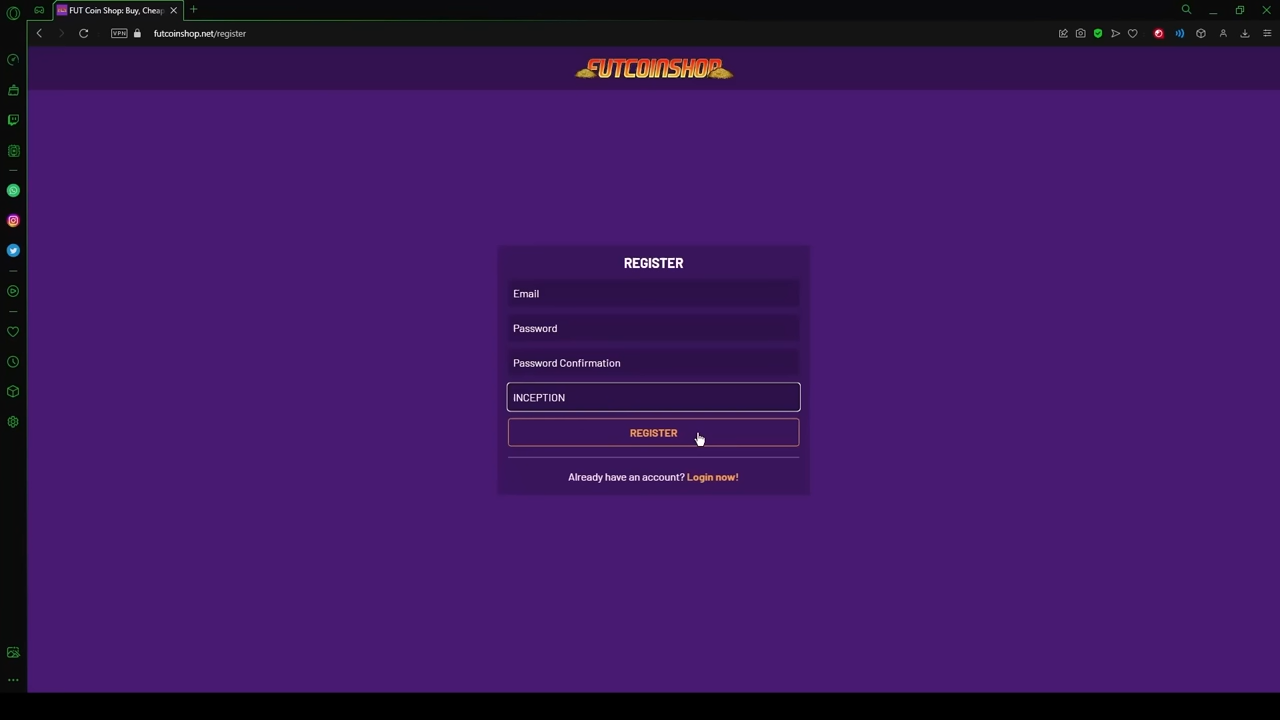 FUT Coin Shop: Buy, Cheap
VPN
futcoinshop.net/register
FUTCOINSHOP
REGISTER
Email
Password
Password Confirmation
INCEPTION
REGISTER
Already have an account? Login now!